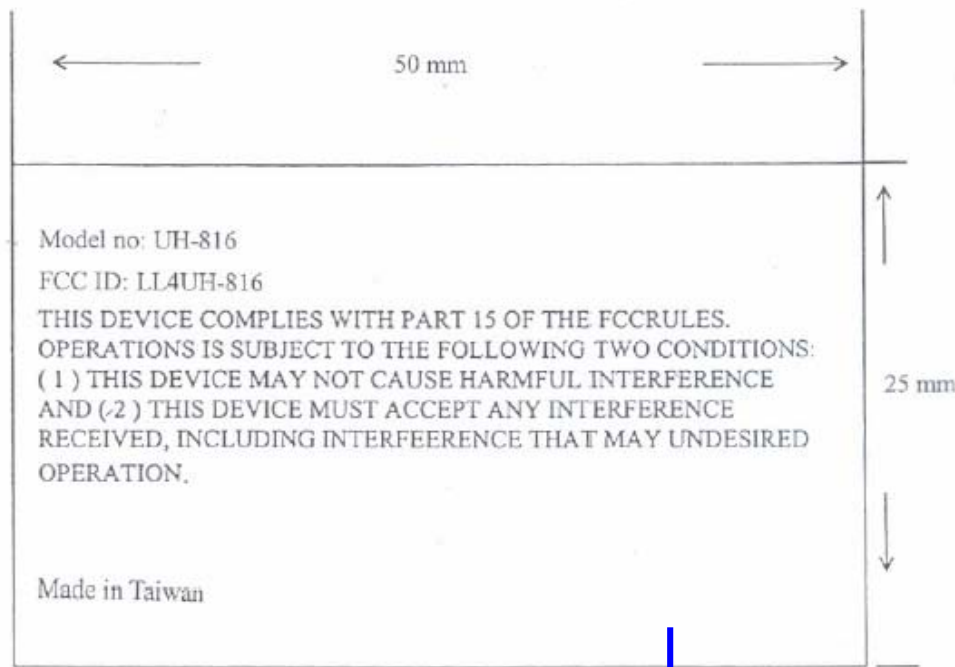 50 mm
Model no: UH-816
FCC ID: LL4UH-816
THIS DEVICE COMPLIES WITH PART 15 OF THE FCCRULES.
OPERATIONS IS SUBJECT TO THE FOLLOWING TWO CONDITIONS:
( 1 ) THIS DEVICE MAY NOT CAUSE HARMFUL INTERFERENCE
AND ( 2 ) THIS DEVICE MUST ACCEPT ANY INTERFERENCE
RECEIVED, INCLUDING INTERFEERENCE THAT MAY UNDESIRED
OPERATION.
25 mm
Made in Taiwan